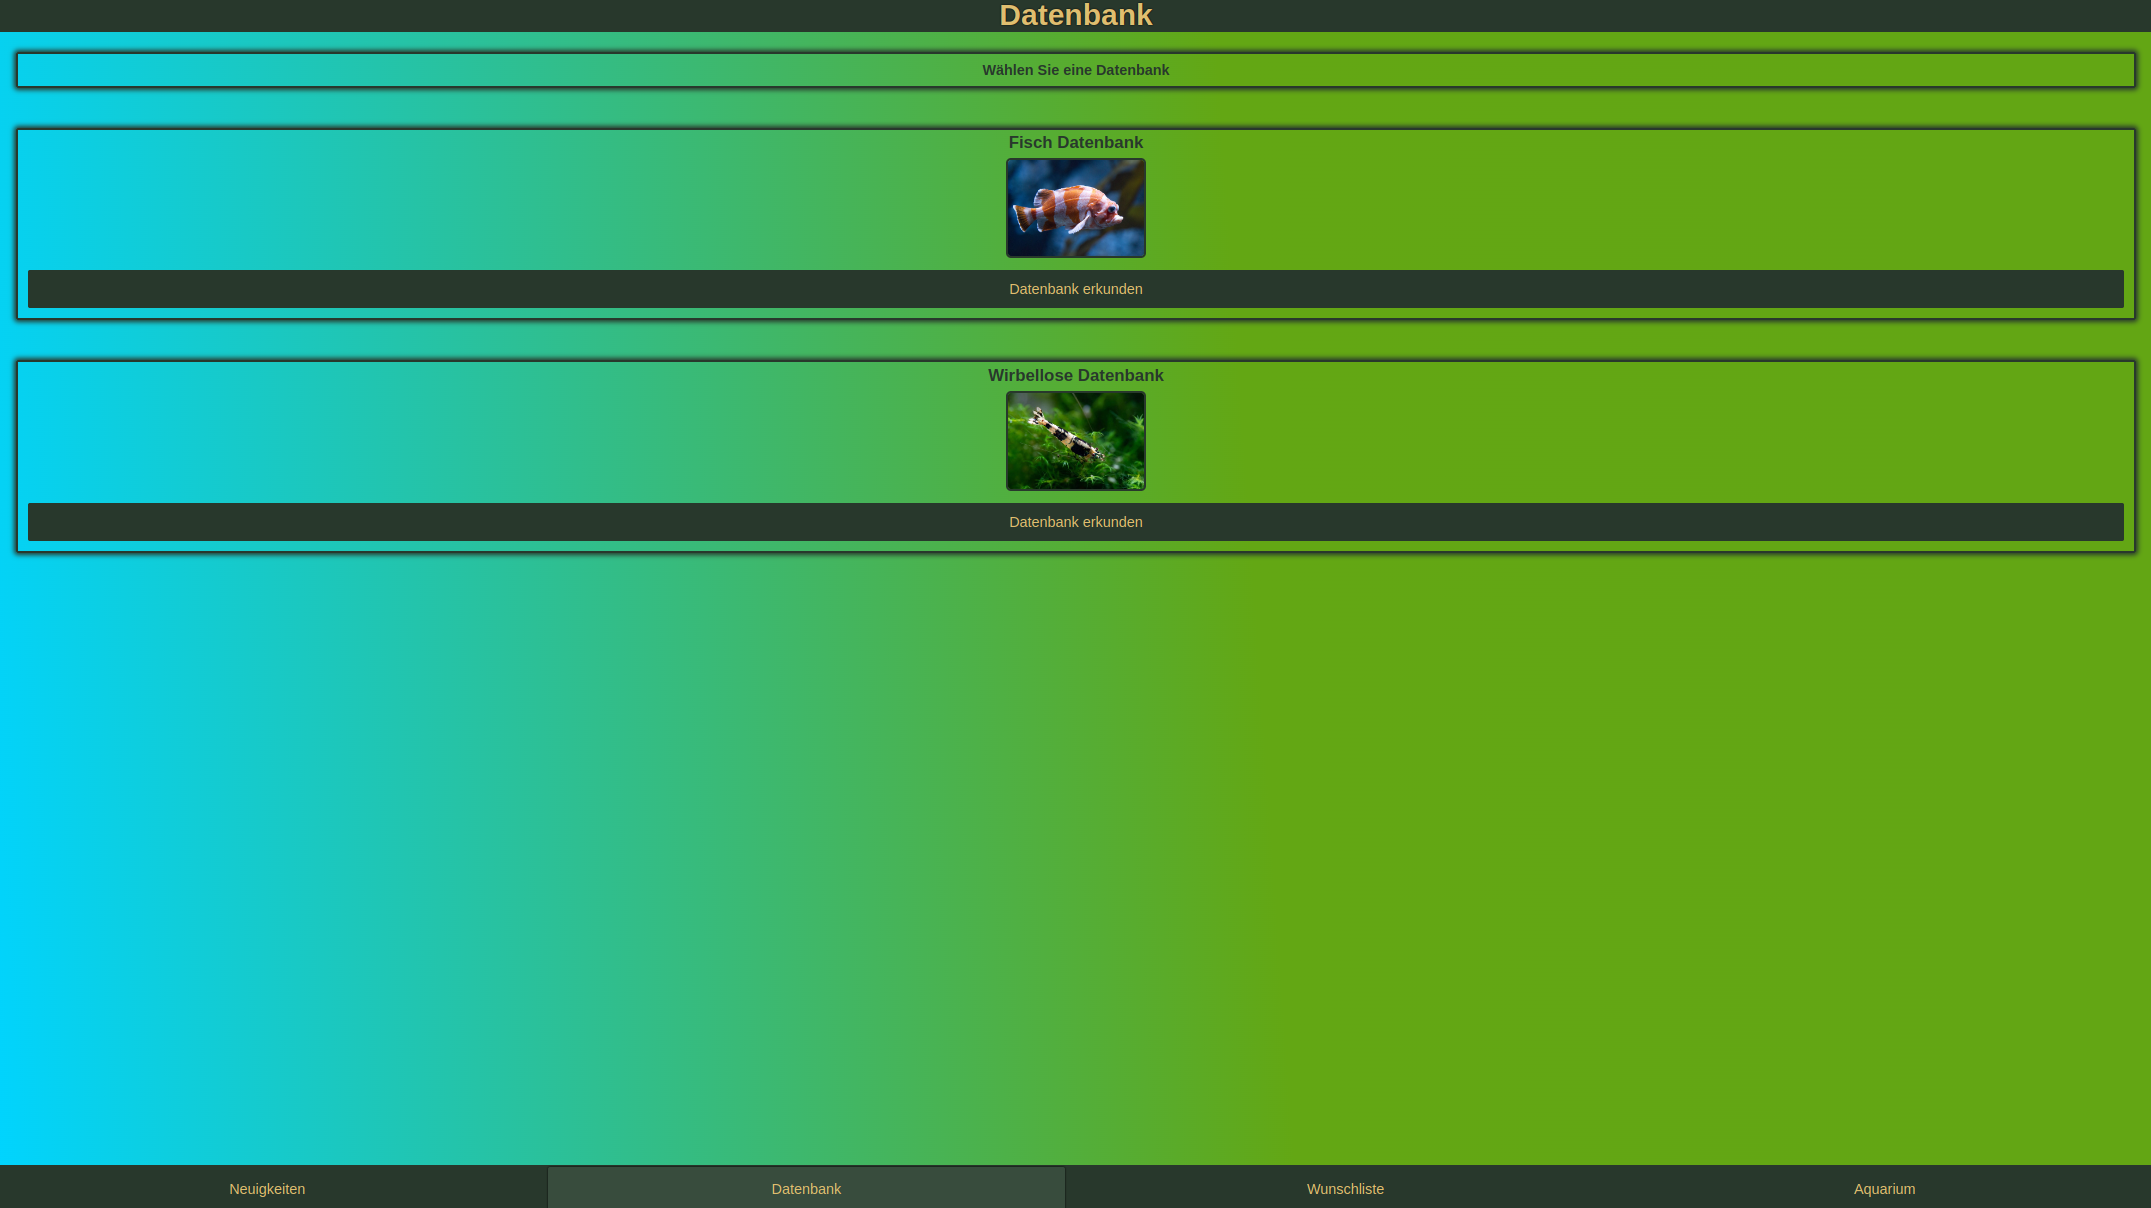 Datenbank
Wählen Sie eine Datenbank
Fisch Datenbank
Datenbank erkunden
Wirbellose Datenbank
Datenbank erkunden
Neuigkeiten
Datenbank
Wunschliste
Aquarium